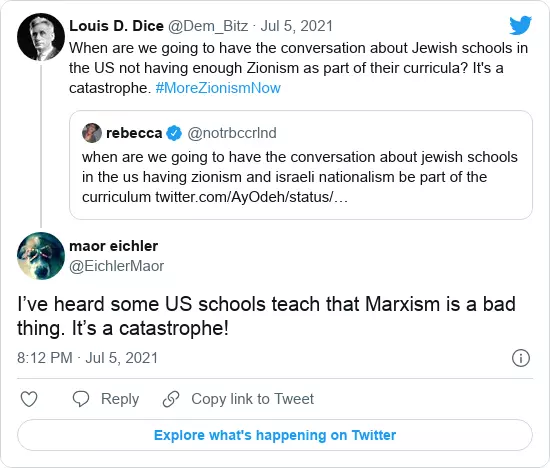 Louis D. Dice @Dem_Bitz · Jul 5, 2021
When are we going to have the conversation about Jewish schools in
the US not having enough Zionism as part of their curricula? It's a
catastrophe. #MoreZionismNow
rebecca @notrbccrlnd
when are we going to have the conversation about jewish schools
in the us having zionism and israeli nationalism be part of the
curriculum twitter.com/AyOdeh/status/…
maor eichler
@EichlerMaor
I’ve heard some US schools teach that Marxism is a bad
thing. It’s a catastrophe!
8:12 PM · Jul 5, 2021
Reply Copy link to Tweet
Explore what's happening on Twitter